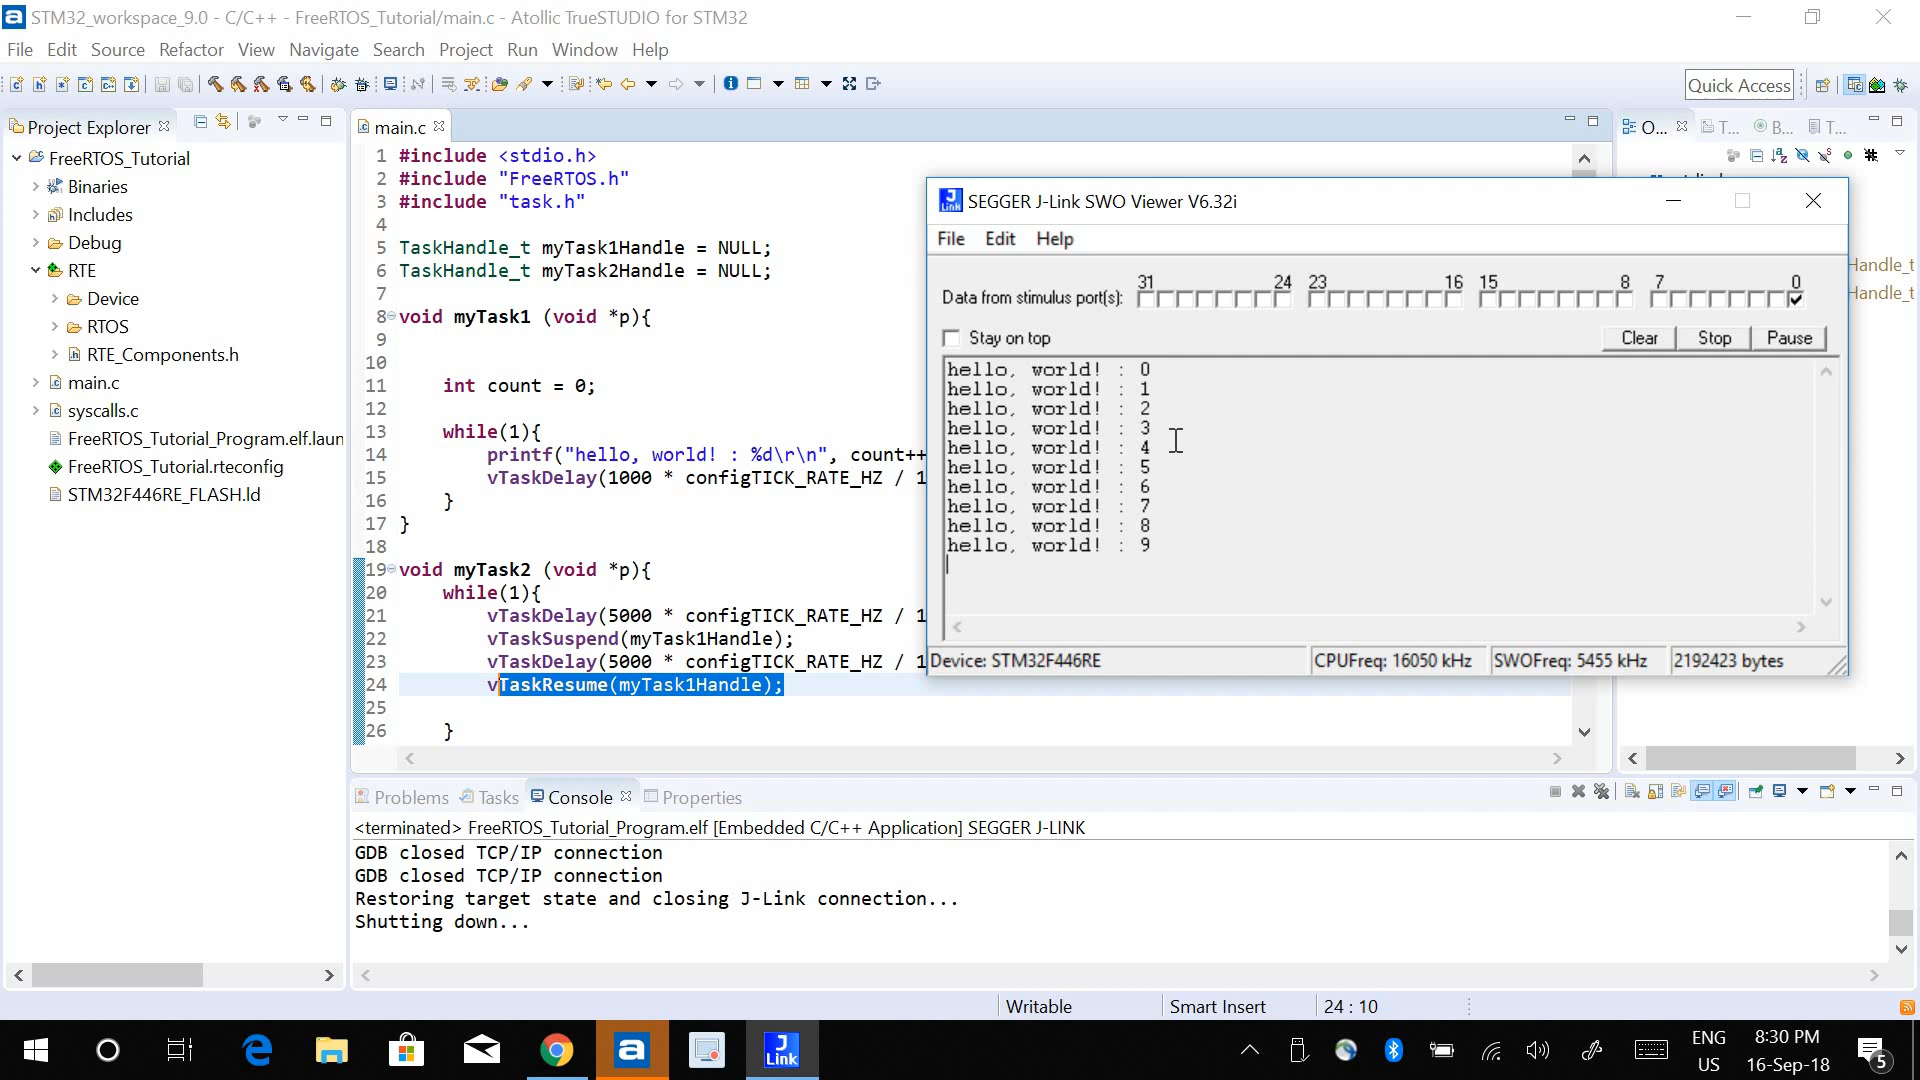 STM32_workspace_9.0 - C/C++ - FreeRTOS_Tutorial/main.c - Atollic TrueSTUDIO for STM32
File Edit Source Refactor View Navigate Search Project Run Window Help
Quick Access
Project Explorer
FreeRTOS_Tutorial
Binaries
Includes
Debug
RTE
Device
RTOS
RTE_Components.h
main.c
syscalls.c
FreeRTOS_Tutorial_Program.elf.laun
FreeRTOS_Tutorial.rteconfig
STM32F446RE_FLASH.ld
main.c
1 #include <stdio.h>
2 #include "FreeRTOS.h"
3 #include "task.h"
4
5 TaskHandle_t myTask1Handle = NULL;
6 TaskHandle_t myTask2Handle = NULL;
7
8 void myTask1 (void *p){
9
10
11 int count = 0;
12
13 while(1){
14 printf("hello, world! : %d\r\n", count++
15 vTaskDelay(1000 * configTICK_RATE_HZ / 1
16 }
17 }
18
19 void myTask2 (void *p){
20 while(1){
21 vTaskDelay(5000 * configTICK_RATE_HZ / 1
22 vTaskSuspend(myTask1Handle);
23 vTaskDelay(5000 * configTICK_RATE_HZ / 1
24 vTaskResume(myTask1Handle);
25
26 }
O... T... B... T...
Handle_t
Handle_t
SEGGER J-Link SWO Viewer V6.32i
File Edit Help
31 24 23 16 15 8 7 0
Data from stimulus port(s):
Stay on top
Clear Stop Pause
hello, world! : 0
hello, world! : 1
hello, world! : 2
hello, world! : 3
hello, world! : 4
hello, world! : 5
hello, world! : 6
hello, world! : 7
hello, world! : 8
hello, world! : 9
Device: STM32F446RE CPUFreq: 16050 kHz SWOFreq: 5455 kHz 2192423 bytes
Problems Tasks Console Properties
<terminated> FreeRTOS_Tutorial_Program.elf [Embedded C/C++ Application] SEGGER J-LINK
GDB closed TCP/IP connection
GDB closed TCP/IP connection
Restoring target state and closing J-Link connection...
Shutting down...
Writable Smart Insert 24 : 10
J Link
ENG
US
8:30 PM
16-Sep-18
5